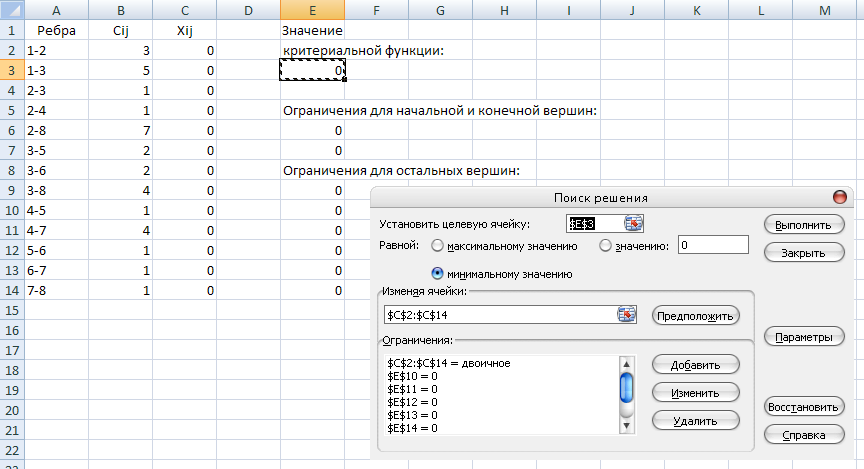 A B C D E F G H I J K L M
1 Ребра Cij Xij Значение
2 1-2 3 0 критериальной функции:
3 1-3 5 0 0
4 2-3 1 0
5 2-4 1 0 Ограничения для начальной и конечной вершин:
6 2-8 7 0 0
7 3-5 2 0 0
8 3-6 2 0 Ограничения для остальных вершин:
9 3-8 4 0 0
10 4-5 1 0 0
11 4-7 4 0 0
12 5-6 1 0 0
13 6-7 1 0 0
14 7-8 1 0 0
15
16
17
18
19
20
21
22
Поиск решения
Установить целевую ячейку: $E$3 Выполнить
Равной: максимальному значению значению: 0 Закрыть
минимальному значению
Изменяя ячейки:
$C$2:$C$14 Предположить
Параметры
Ограничения:
$C$2:$C$14 = двоичное Добавить
$E$10 = 0
$E$11 = 0 Изменить
$E$12 = 0 Восстановить
$E$13 = 0 Удалить
$E$14 = 0 Справка